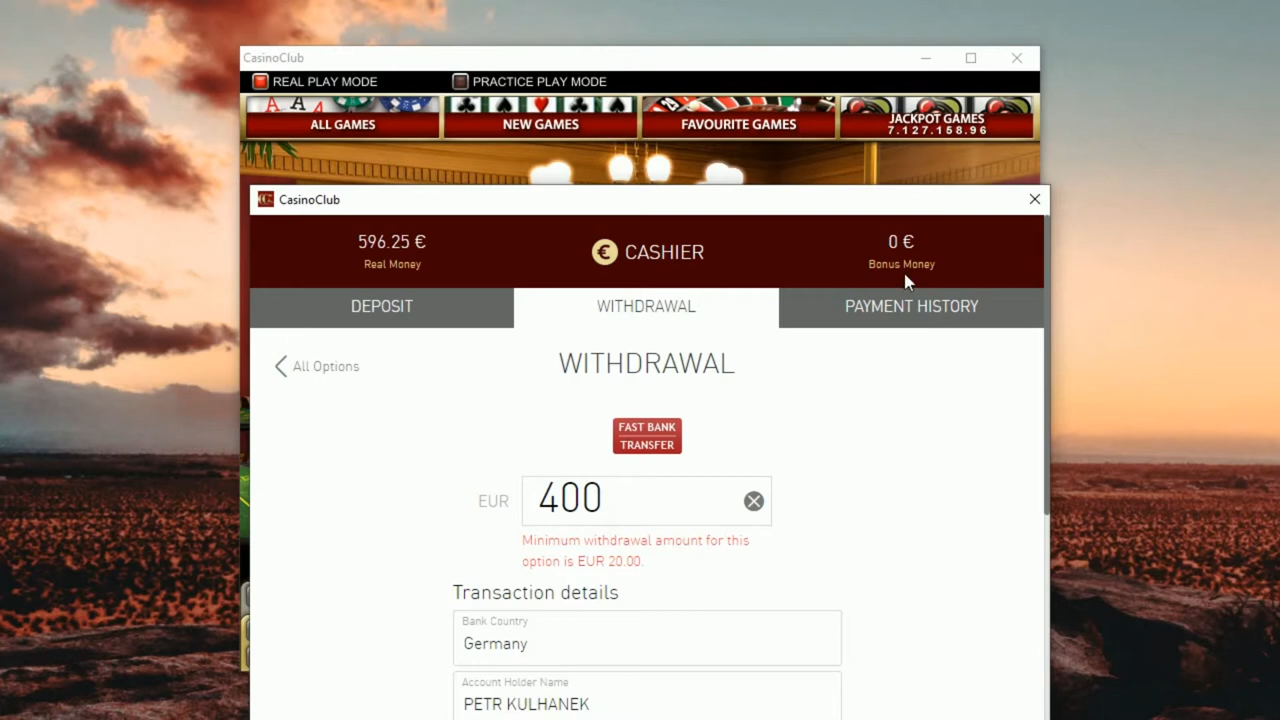 CasinoClub
REAL PLAY MODE
PRACTICE PLAY MODE
ALL GAMES
NEW GAMES
FAVOURITE GAMES
JACKPOT GAMES
7.127.158.96
CasinoClub
596.25 €
Real Money
€ CASHIER
0 €
Bonus Money
DEPOSIT
WITHDRAWAL
PAYMENT HISTORY
All Options
WITHDRAWAL
FAST BANK
TRANSFER
EUR 400
Minimum withdrawal amount for this
option is EUR 20.00.
Transaction details
Bank Country
Germany
Account Holder Name
PETR KULHANEK